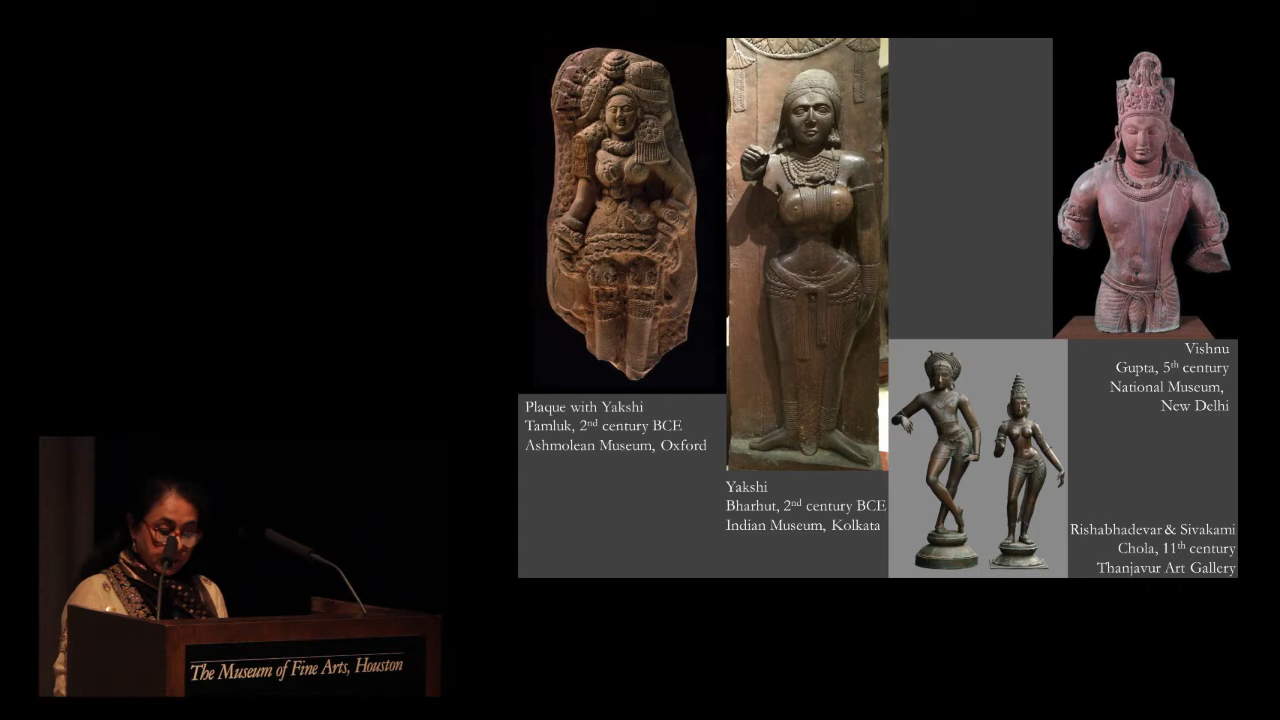 Plaque with Yakshi
Tamluk, 2nd century BCE
Ashmolean Museum, Oxford
Yakshi
Bharhut, 2nd century BCE
Indian Museum, Kolkata
Vishnu
Gupta, 5th century
National Museum,
New Delhi
Rishabhadevar & Sivakami
Chola, 11th century
Thanjavur Art Gallery
The Museum of Fine Arts, Houston